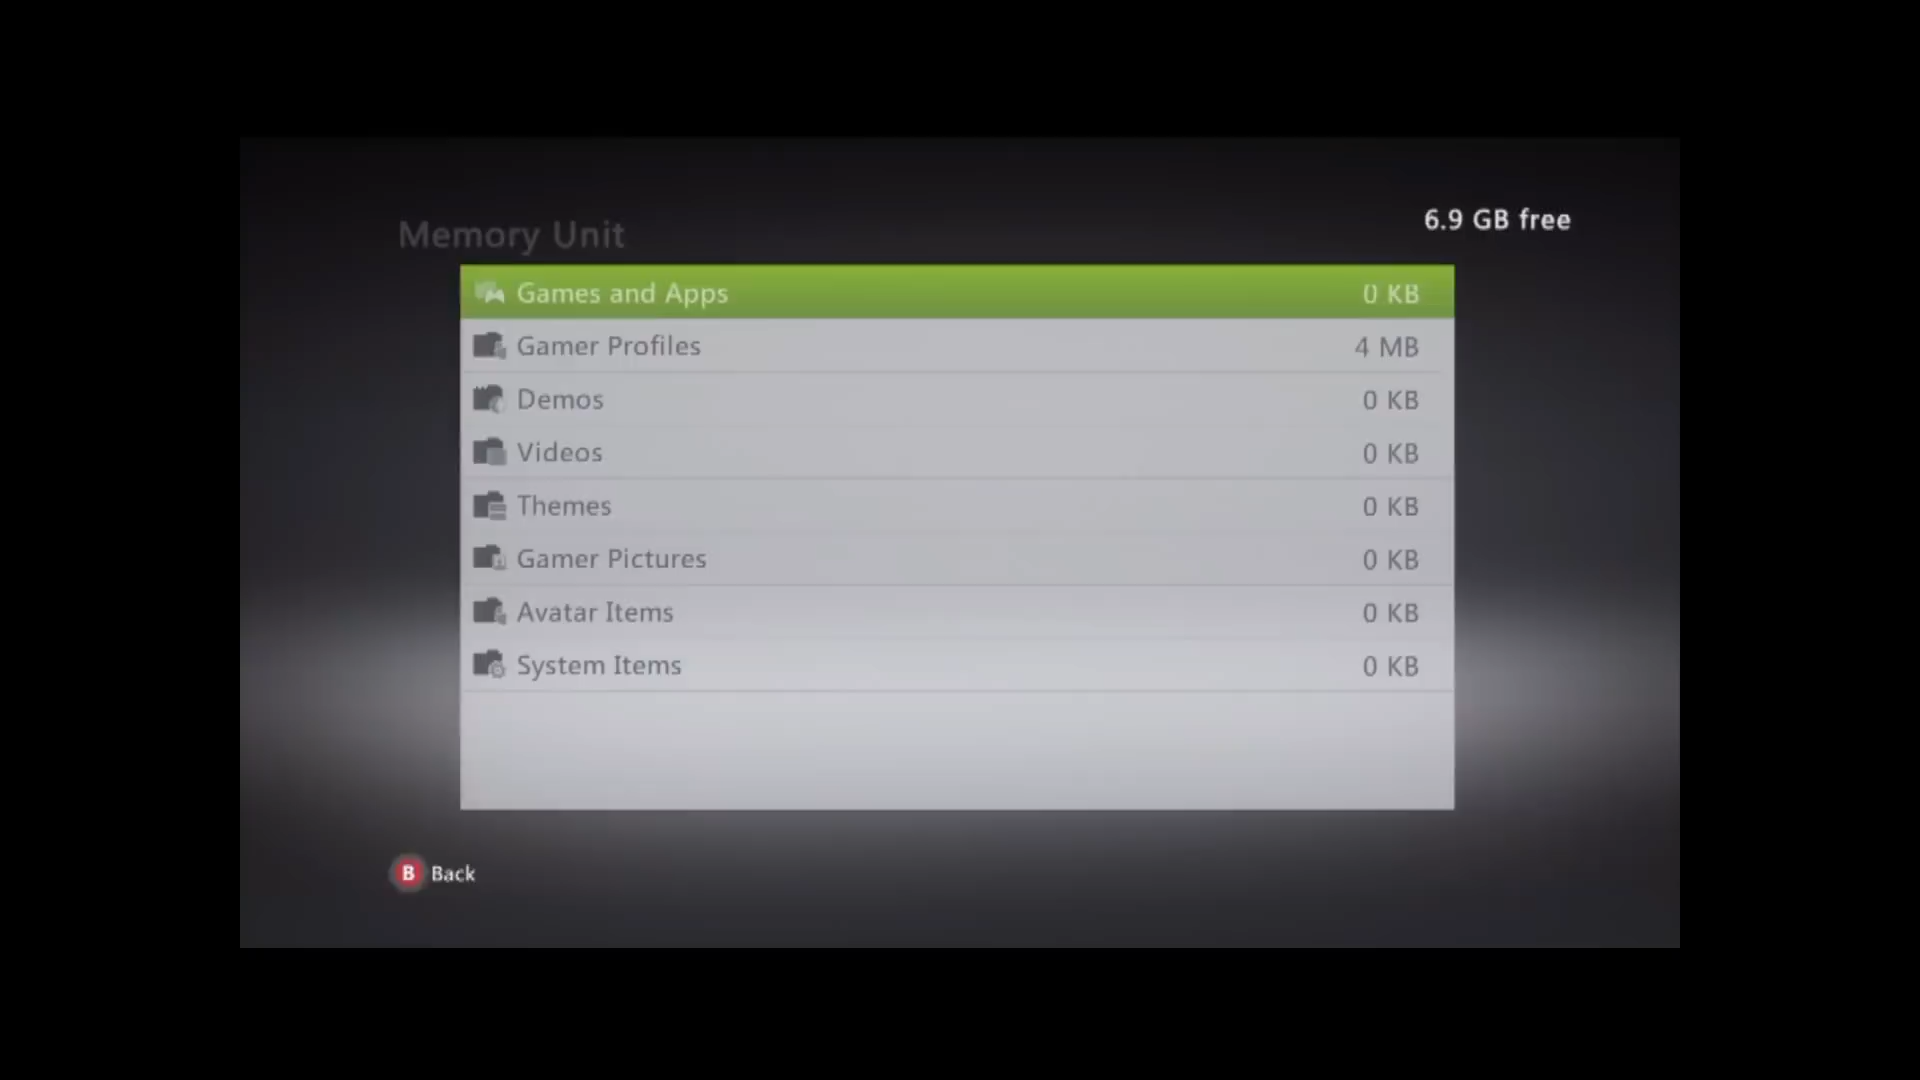 Memory Unit
6.9 GB free
Games and Apps 0 KB
Gamer Profiles 4 MB
Demos 0 KB
Videos 0 KB
Themes 0 KB
Gamer Pictures 0 KB
Avatar Items 0 KB
System Items 0 KB
B Back